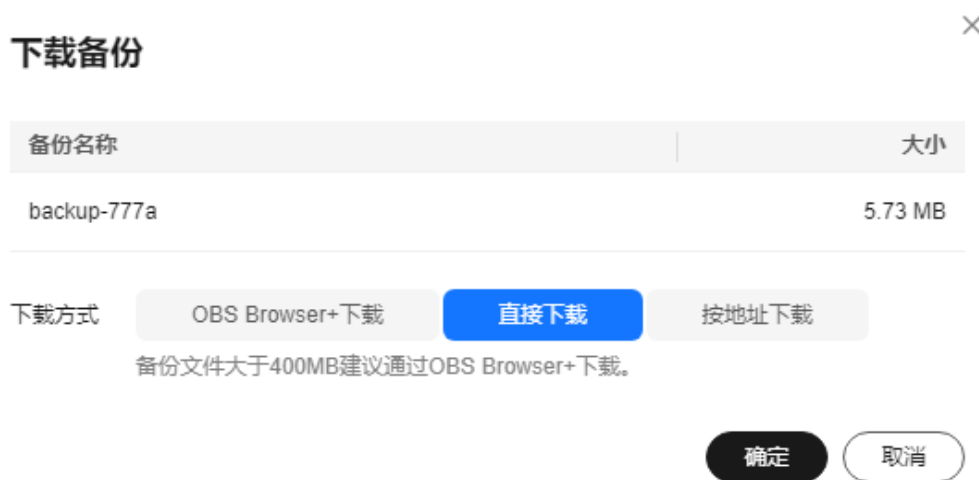 下载备份
备份名称 大小
backup-777a 5.73 MB
下载方式 OBS Browser+下载 直接下载 按地址下载
备份文件大于400MB建议通过OBS Browser+下载。
确定 取消